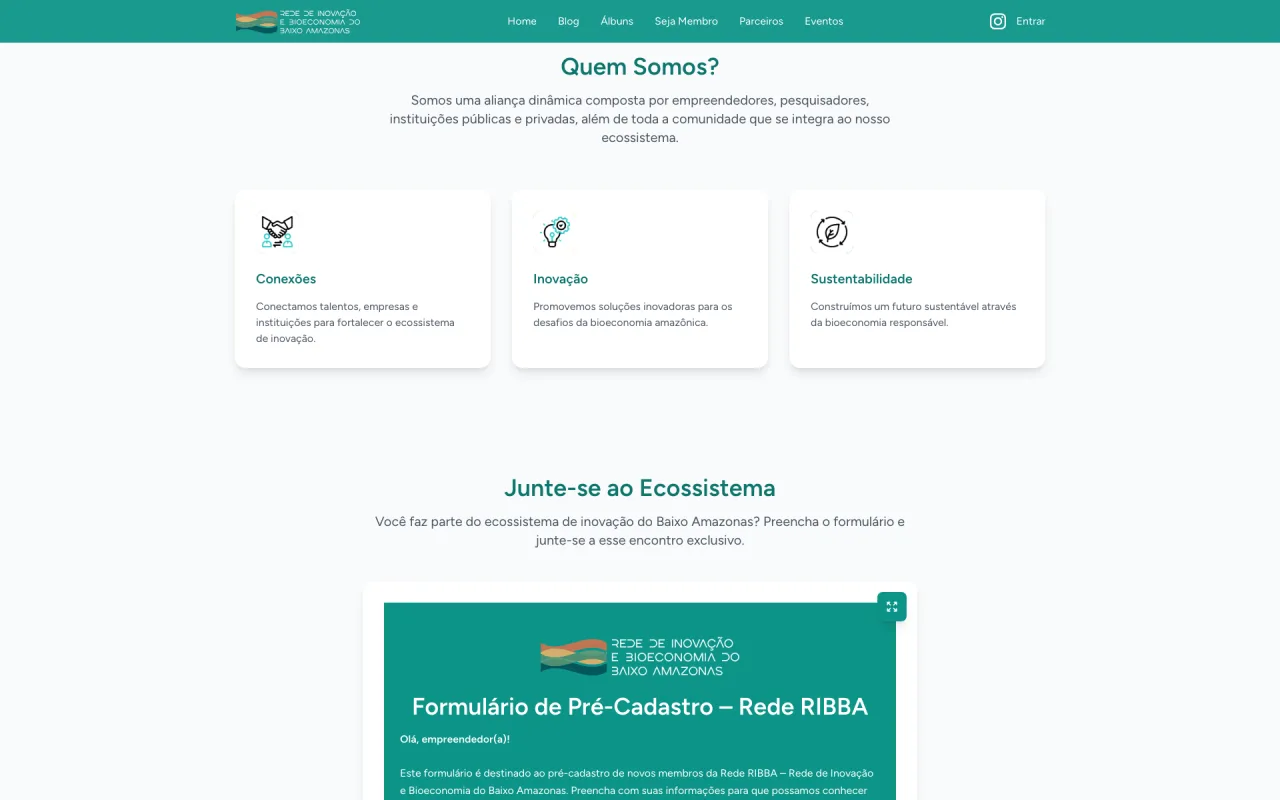 REDE DE INOVAÇÃO
E BIOECONOMIA DO
BAIXO AMAZONAS
Home
Blog
Álbuns
Seja Membro
Parceiros
Eventos
Entrar
Quem Somos?
Somos uma aliança dinâmica composta por empreendedores, pesquisadores,
instituições públicas e privadas, além de toda a comunidade que se integra ao nosso
ecossistema.
Conexões
Conectamos talentos, empresas e
instituições para fortalecer o ecossistema
de inovação.
Inovação
Promovemos soluções inovadoras para os
desafios da bioeconomia amazônica.
Sustentabilidade
Construímos um futuro sustentável através
da bioeconomia responsável.
Junte-se ao Ecossistema
Você faz parte do ecossistema de inovação do Baixo Amazonas? Preencha o formulário e
junte-se a esse encontro exclusivo.
REDE DE INOVAÇÃO
E BIOECONOMIA DO
BAIXO AMAZONAS
Formulário de Pré-Cadastro – Rede RIBBA
Olá, empreendedor(a)!
Este formulário é destinado ao pré-cadastro de novos membros da Rede RIBBA – Rede de Inovação
e Bioeconomia do Baixo Amazonas. Preencha com suas informações para que possamos conhecer